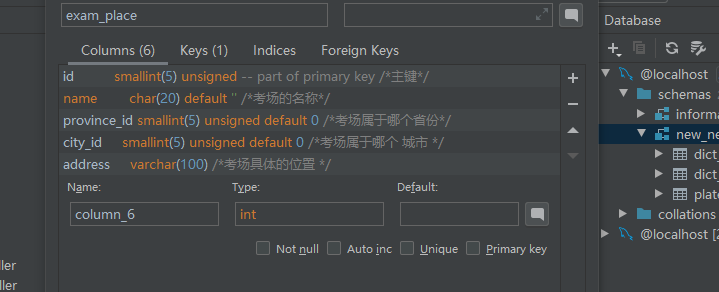 exam_place
Database
Columns (6) Keys (1) Indices Foreign Keys
id smallint(5) unsigned -- part of primary key /*主键*/
name char(20) default '' /*考场的名称*/
province_id smallint(5) unsigned default 0 /*考场属于哪个省份*/
city_id smallint(5) unsigned default 0 /*考场属于哪个 城市 */
address varchar(100) /*考场具体的位置 */
Name: Type: Default:
column_6 int
Not null Auto inc Unique Primary key
@localhost
schemas
informa
new_ne
dict_
dict_
plate
collations
@localhost [2
ller
ller